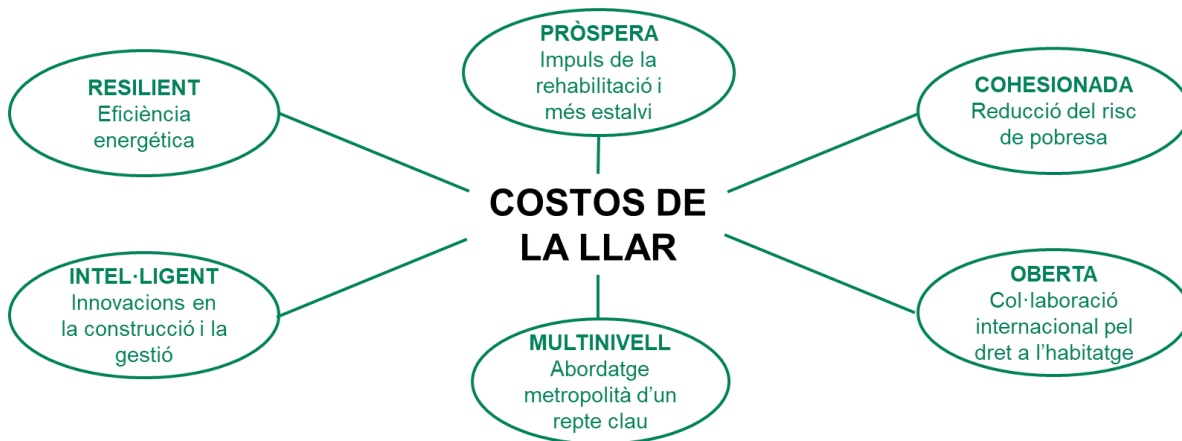 PRÒSPERA
Impuls de la
rehabilitació i
més estalvi
RESILIENT
Eficiència
energética
COHESIONADA
Reducció del risc
de pobresa
COSTOS DE
LA LLAR
INTEL·LIGENT
Innovacions en
la construcció i la
gestió
MULTINIVELL
Abordatge
metropolità d’un
repte clau
OBERTA
Col·laboració
internacional pel
dret a l’habitatge